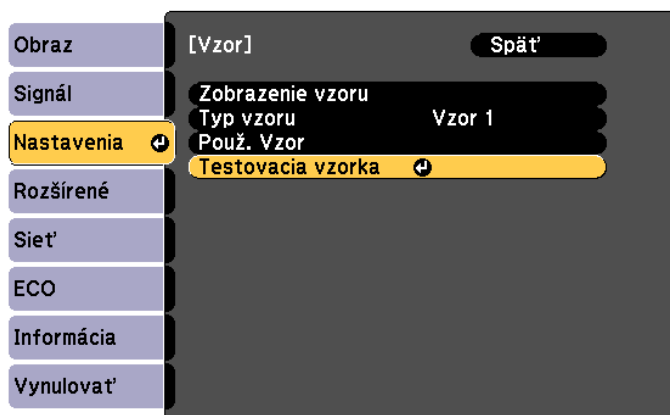 Obraz
Signál
Nastavenia
Rozšírené
Sieť
ECO
Informácia
Vynulovať
[Vzor] Späť
Zobrazenie vzoru
Typ vzoru Vzor 1
Použ. Vzor
Testovacia vzorka